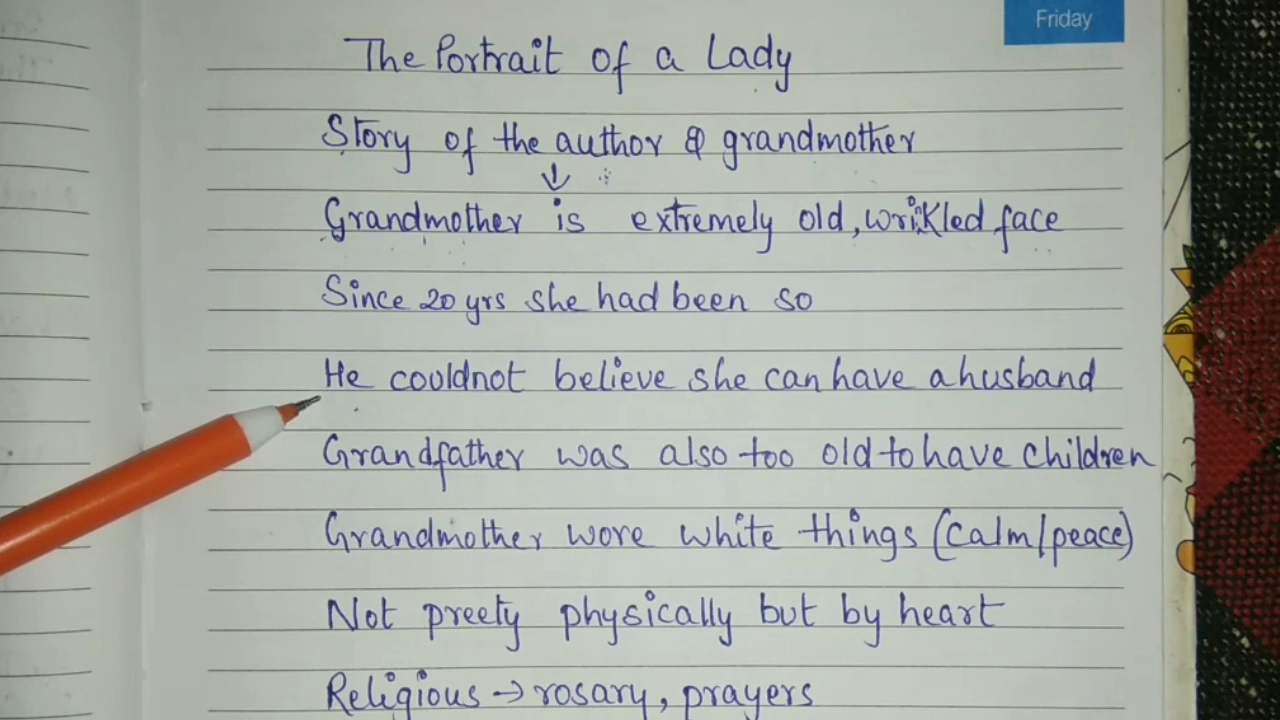 Friday
The Portrait of a Lady
Story of the author & grandmother
↓
Grandmother is extremely old, wrinkled face
Since 20 yrs she had been so
He couldnot believe she can have a husband
Grandfather was also too old to have children
Grandmother wore white things (calm/peace)
Not preety physically but by heart
Religious → rosary, prayers